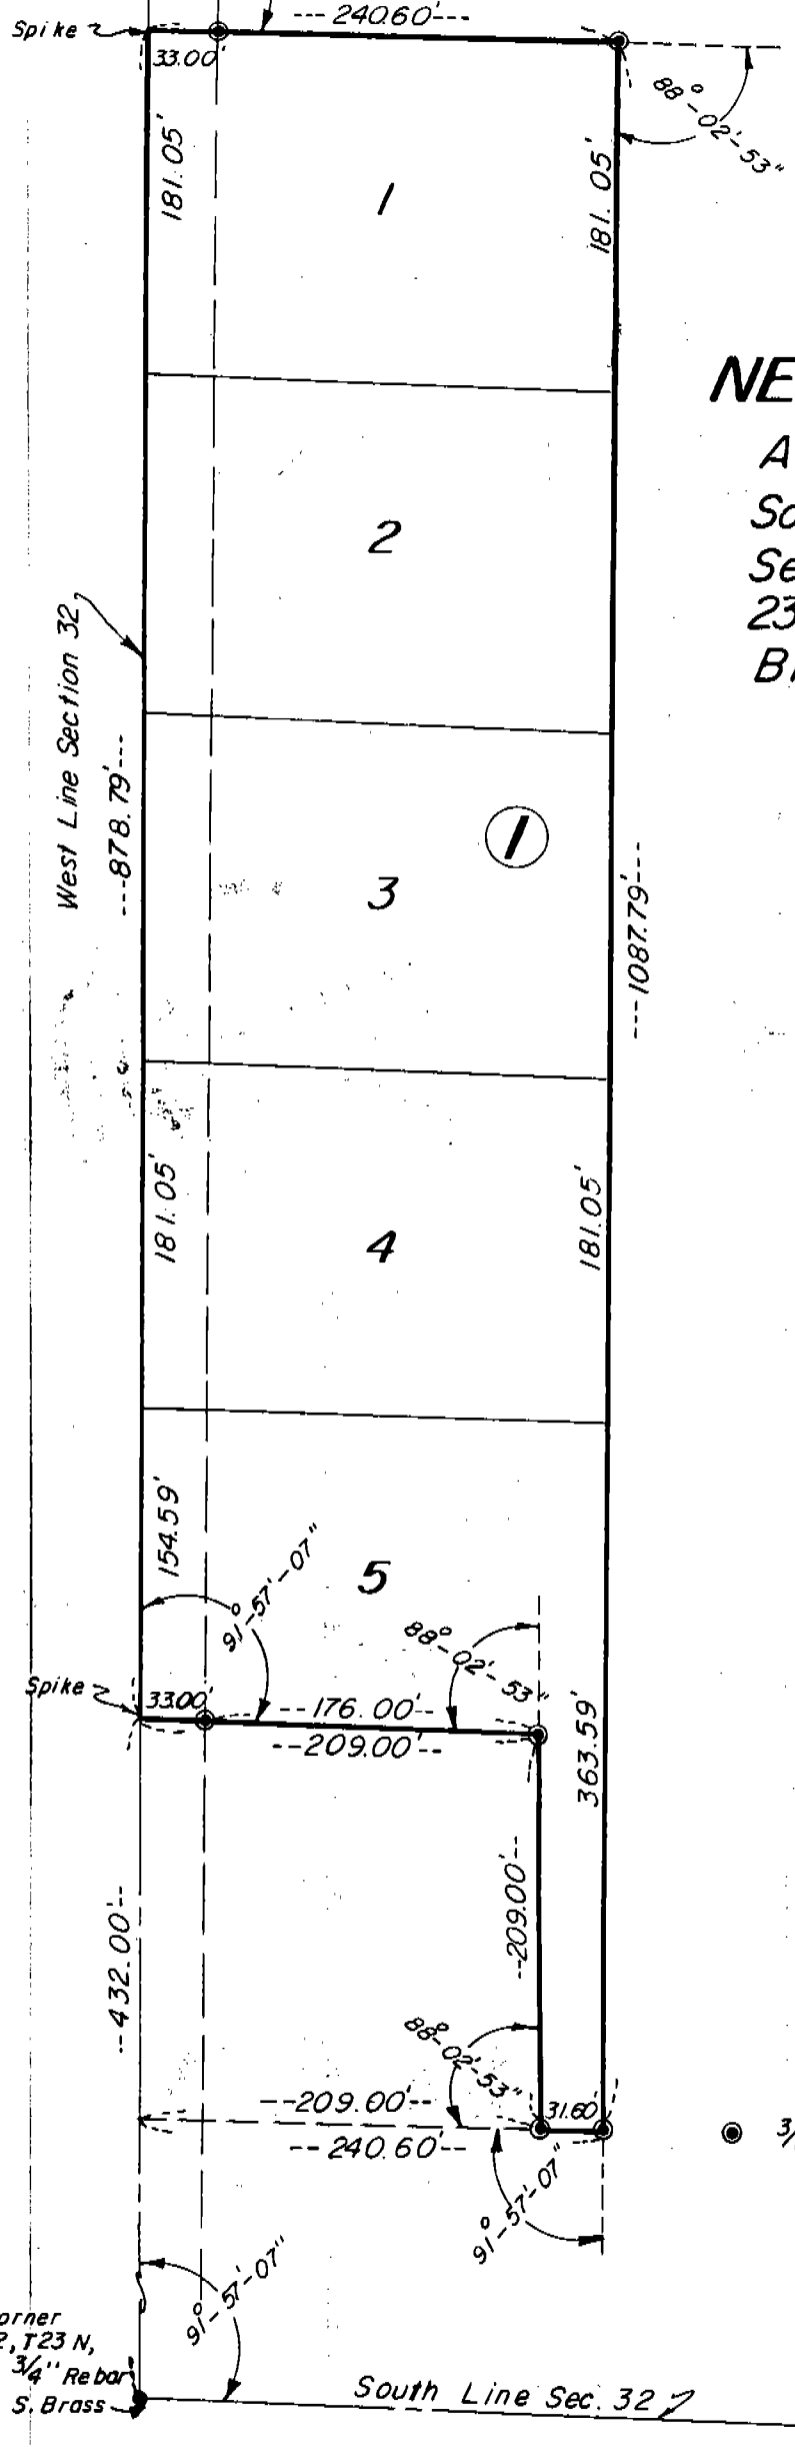 Spike
---240.60'---
33.00'
88°-02'-53"
181.05'
181.05'
1
NE
A
So
Se
23
2
West Line Section 32
---878.79'---
1
3
---1087.79'---
181.05'
181.05'
4
154.59'
91°-57'-07"
5
88°-02'-53"
Spike
33.00'
--176.00'--
--209.00'--
363.59'
--209.00'--
--432.00'--
88°-02'-53"
--209.00'--
31.60'
--240.60'--
3/
91°-57'-07"
91°-57'-07"
orner
2, T23 N,
3/4" Rebar
S. Brass
South Line Sec. 32